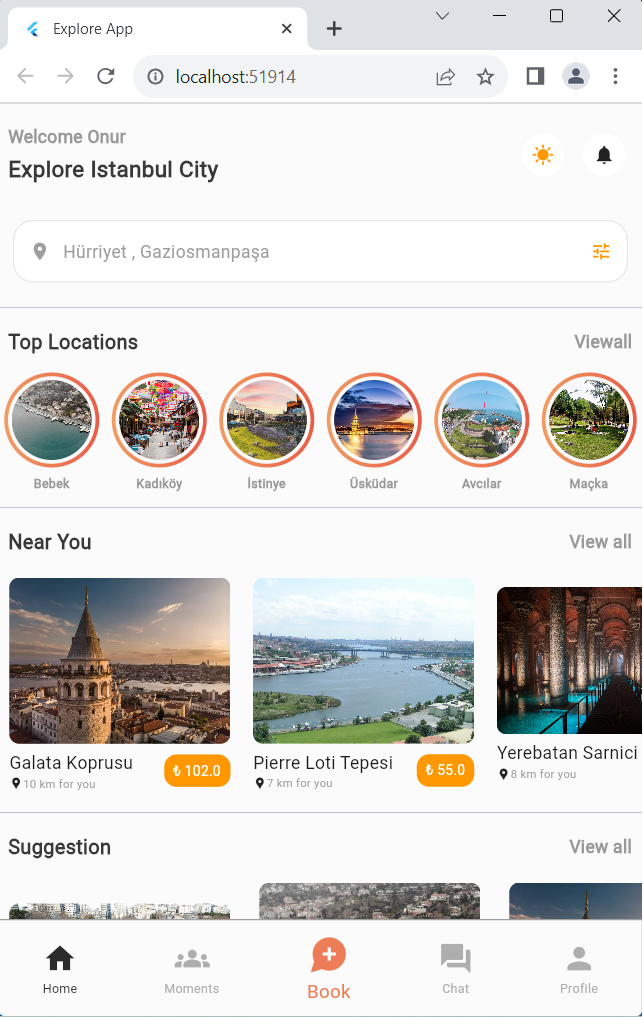 Explore App
localhost:51914
Welcome Onur
Explore Istanbul City
Hürriyet , Gaziosmanpaşa
Top Locations
Viewall
Bebek
Kadıköy
İstinye
Üsküdar
Avcılar
Maçka
Near You
View all
Galata Koprusu
10 km for you
₺ 102.0
Pierre Loti Tepesi
7 km for you
₺ 55.0
Yerebatan Sarnici
8 km for you
Suggestion
View all
Home
Moments
Book
Chat
Profile